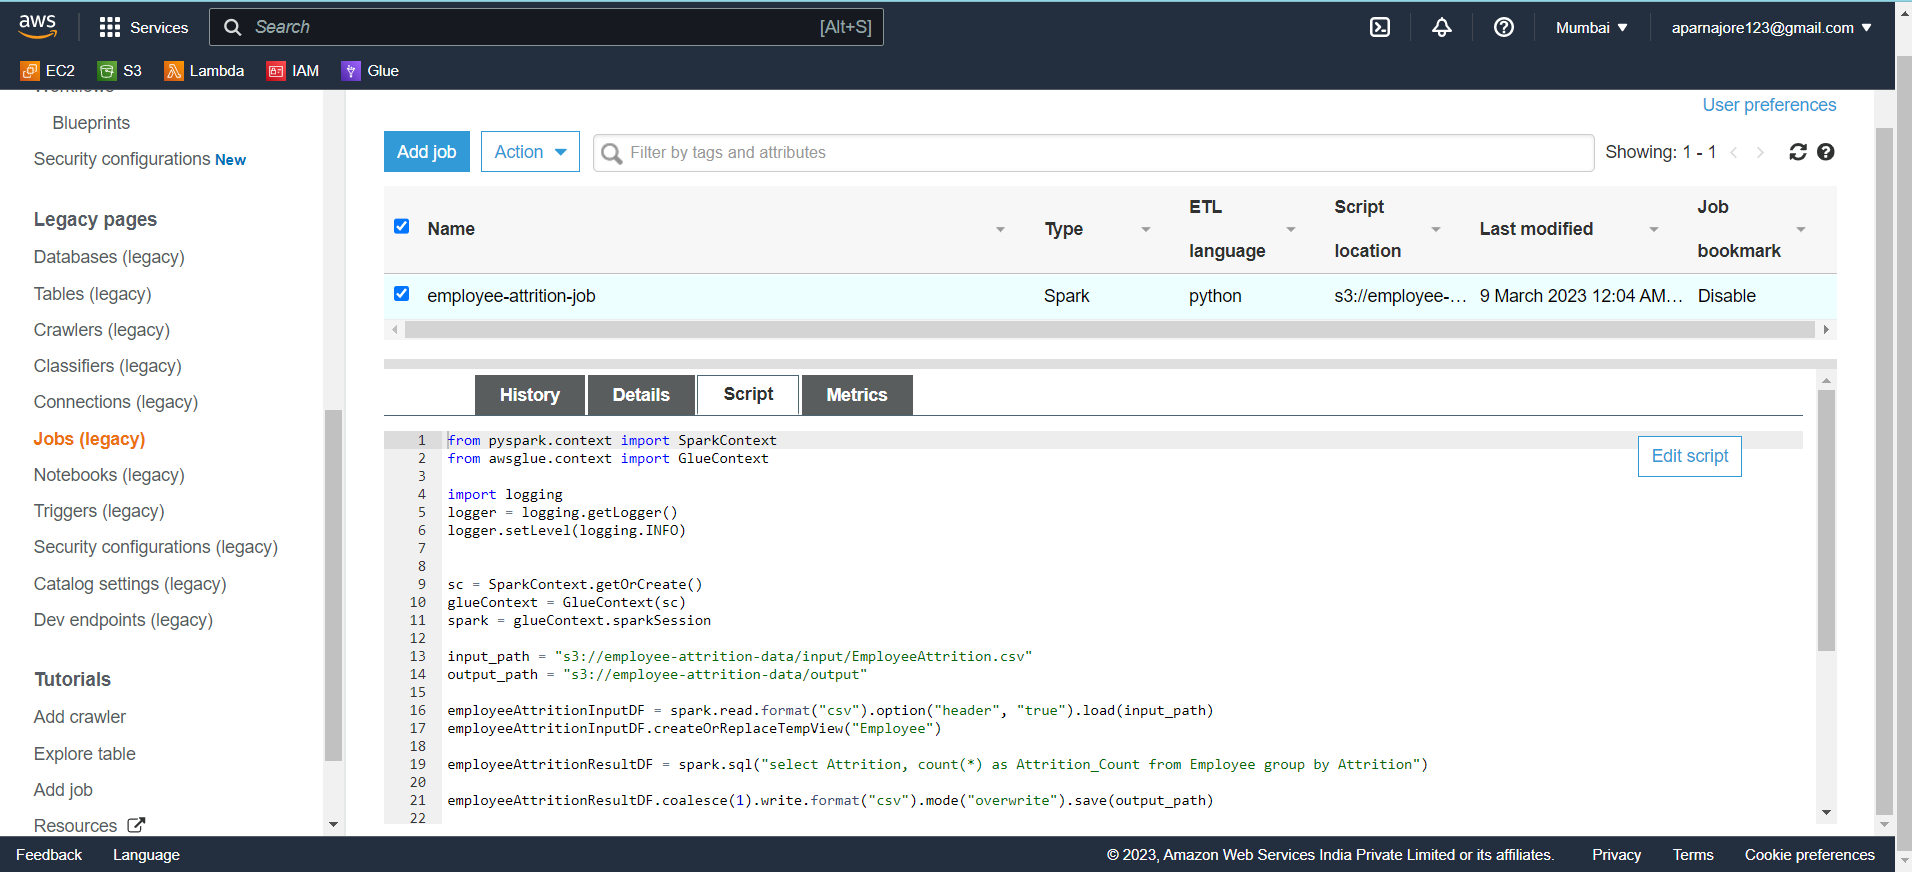 aws
Services
Search
[Alt+S]
Mumbai
aparnajore123@gmail.com
EC2
S3
Lambda
IAM
Glue
Blueprints
Security configurations New
Legacy pages
Databases (legacy)
Tables (legacy)
Crawlers (legacy)
Classifiers (legacy)
Connections (legacy)
Jobs (legacy)
Notebooks (legacy)
Triggers (legacy)
Security configurations (legacy)
Catalog settings (legacy)
Dev endpoints (legacy)
Tutorials
Add crawler
Explore table
Add job
Resources
User preferences
Add job
Action
Filter by tags and attributes
Showing: 1 - 1
Name
Type
ETL language
Script location
Last modified
Job bookmark
employee-attrition-job
Spark
python
s3://employee-...
9 March 2023 12:04 AM...
Disable
History
Details
Script
Metrics
Edit script
1 from pyspark.context import SparkContext
2 from awsglue.context import GlueContext
3
4 import logging
5 logger = logging.getLogger()
6 logger.setLevel(logging.INFO)
7
8
9 sc = SparkContext.getOrCreate()
10 glueContext = GlueContext(sc)
11 spark = glueContext.sparkSession
12
13 input_path = "s3://employee-attrition-data/input/EmployeeAttrition.csv"
14 output_path = "s3://employee-attrition-data/output"
15
16 employeeAttritionInputDF = spark.read.format("csv").option("header", "true").load(input_path)
17 employeeAttritionInputDF.createOrReplaceTempView("Employee")
18
19 employeeAttritionResultDF = spark.sql("select Attrition, count(*) as Attrition_Count from Employee group by Attrition")
20
21 employeeAttritionResultDF.coalesce(1).write.format("csv").mode("overwrite").save(output_path)
22
Feedback
Language
© 2023, Amazon Web Services India Private Limited or its affiliates.
Privacy
Terms
Cookie preferences